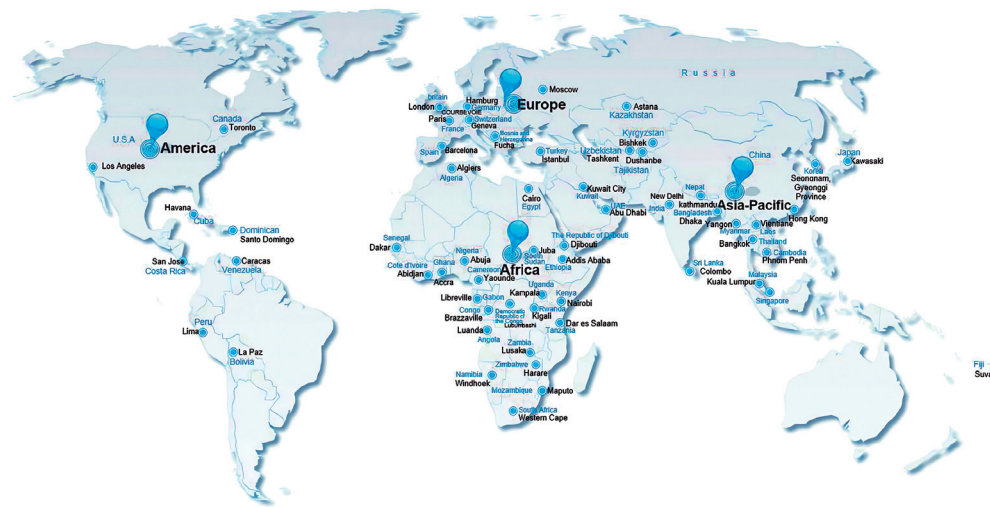 Russia
Moscow
Hamburg
Britain
Germany
London
COURBEVOIE
Switzerland
Europe
Paris
Geneva
France
Bosnia and
Herzegovina
Fucha
Spain
Barcelona
Turkey
Istanbul
Algiers
Algeria
Astana
Kazakhstan
Kyrgyzstan
Bishkek
Uzbekistan
Tashkent
Dushanbe
Tajikistan
China
Japan
Kawasaki
Korea
Seononam,
Gyeonggi
Province
Canada
Toronto
U.S.A
America
Los Angeles
Havana
Cuba
Dominican
Santo Domingo
San Jose
Costa Rica
Caracas
Venezuela
Peru
Lima
La Paz
Bolivia
Cairo
Egypt
Kuwait City
Kuwait
UAE
Abu Dhabi
New Delhi
India
Nepal
kathmandu
Asia-Pacific
Bangladesh
Dhaka
Yangon
Myanmar
Vientiane
Laos
Hong Kong
Bangkok
Thailand
Cambodia
Phnom Penh
Sri Lanka
Colombo
Malaysia
Kuala Lumpur
Singapore
Senegal
Dakar
Cote d'Ivoire
Abidjan
Ghana
Accra
Nigeria
Abuja
Cameroon
Yaounde
Africa
Juba
South
Sudan
The Republic of Djibouti
Djibouti
Addis Ababa
Ethiopia
Uganda
Kampala
Kenya
Nairobi
Libreville
Gabon
Congo
Brazzaville
Democratic
Republic of
the Congo
Lubumbashi
Rwanda
Kigali
Dar es Salaam
Tanzania
Luanda
Angola
Zambia
Lusaka
Zimbabwe
Harare
Namibia
Windhoek
Mozambique
Maputo
South Africa
Western Cape
Fiji
Suva